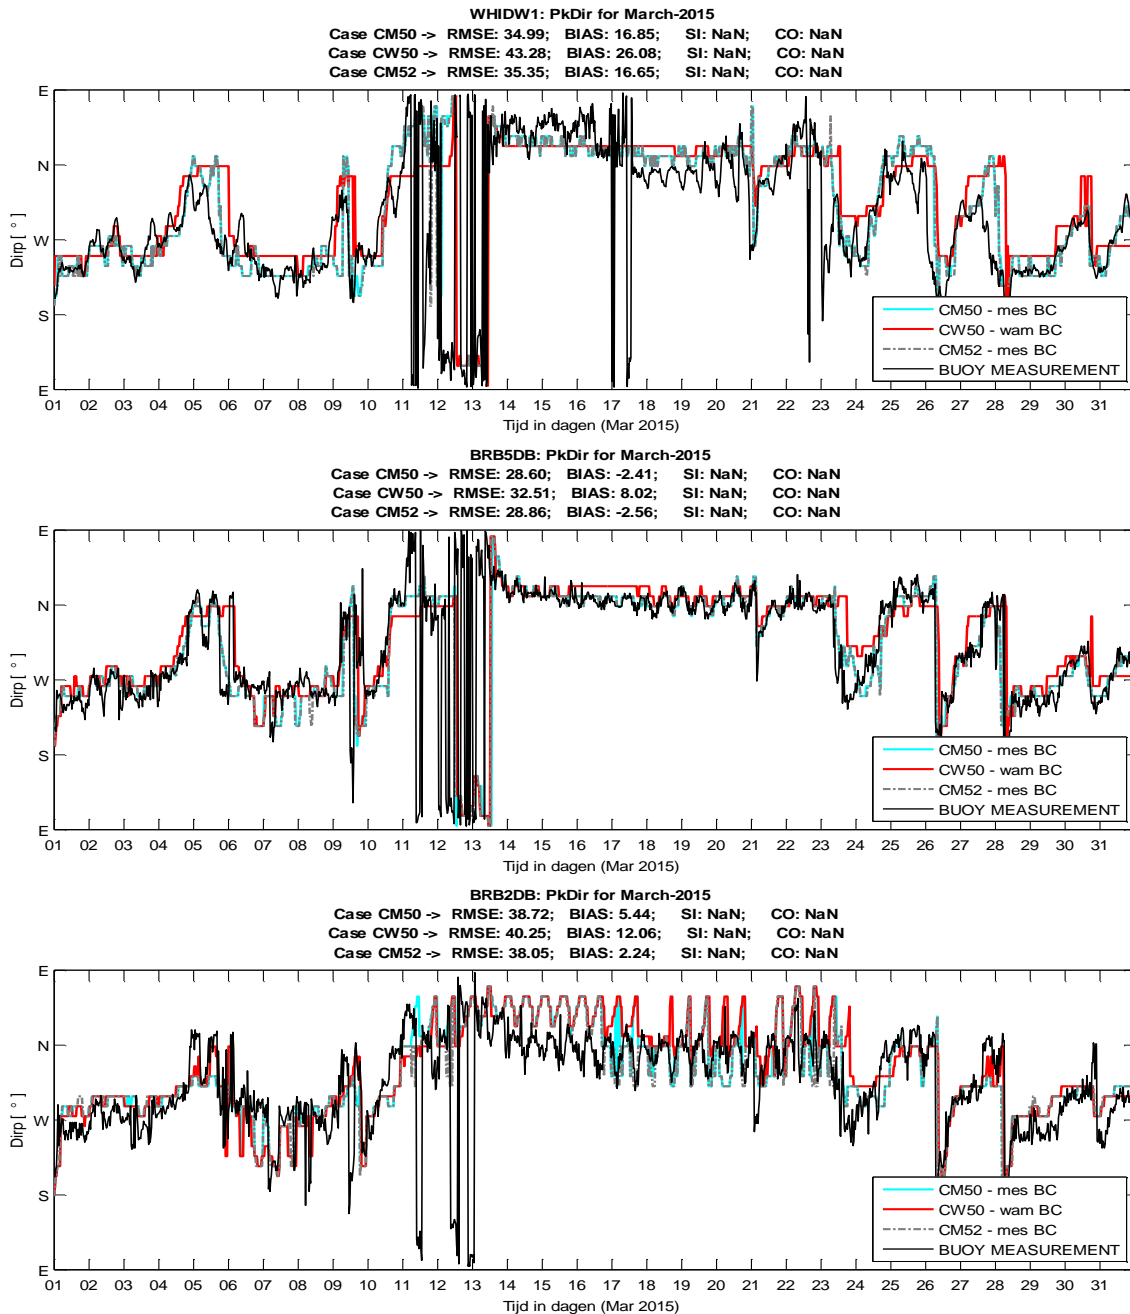 WHIDW1: PkDir for March-2015
Case CM50 -> RMSE: 34.99; BIAS: 16.85; SI: NaN; CO: NaN
Case CW50 -> RMSE: 43.28; BIAS: 26.08; SI: NaN; CO: NaN
Case CM52 -> RMSE: 35.35; BIAS: 16.65; SI: NaN; CO: NaN
E
N
W
S
E
Dirp [ ° ]
CM50 - mes BC
CW50 - wam BC
CM52 - mes BC
BUOY MEASUREMENT
01 02 03 04 05 06 07 08 09 10 11 12 13 14 15 16 17 18 19 20 21 22 23 24 25 26 27 28 29 30 31
Tijd in dagen (Mar 2015)
BRB5DB: PkDir for March-2015
Case CM50 -> RMSE: 28.60; BIAS: -2.41; SI: NaN; CO: NaN
Case CW50 -> RMSE: 32.51; BIAS: 8.02; SI: NaN; CO: NaN
Case CM52 -> RMSE: 28.86; BIAS: -2.56; SI: NaN; CO: NaN
E
N
W
S
E
Dirp [ ° ]
CM50 - mes BC
CW50 - wam BC
CM52 - mes BC
BUOY MEASUREMENT
01 02 03 04 05 06 07 08 09 10 11 12 13 14 15 16 17 18 19 20 21 22 23 24 25 26 27 28 29 30 31
Tijd in dagen (Mar 2015)
BRB2DB: PkDir for March-2015
Case CM50 -> RMSE: 38.72; BIAS: 5.44; SI: NaN; CO: NaN
Case CW50 -> RMSE: 40.25; BIAS: 12.06; SI: NaN; CO: NaN
Case CM52 -> RMSE: 38.05; BIAS: 2.24; SI: NaN; CO: NaN
E
N
W
S
E
Dirp [ ° ]
CM50 - mes BC
CW50 - wam BC
CM52 - mes BC
BUOY MEASUREMENT
01 02 03 04 05 06 07 08 09 10 11 12 13 14 15 16 17 18 19 20 21 22 23 24 25 26 27 28 29 30 31
Tijd in dagen (Mar 2015)